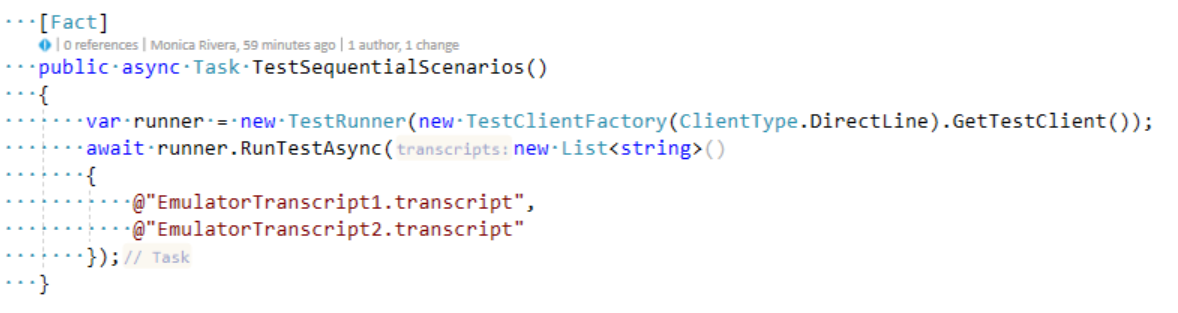 [Fact]
| 0 references | Monica Rivera, 59 minutes ago | 1 author, 1 change
public async Task TestSequentialScenarios()
{
var runner = new TestRunner(new TestClientFactory(ClientType.DirectLine).GetTestClient());
await runner.RunTestAsync(transcripts: new List<string>()
{
@"EmulatorTranscript1.transcript",
@"EmulatorTranscript2.transcript"
}); // Task
}